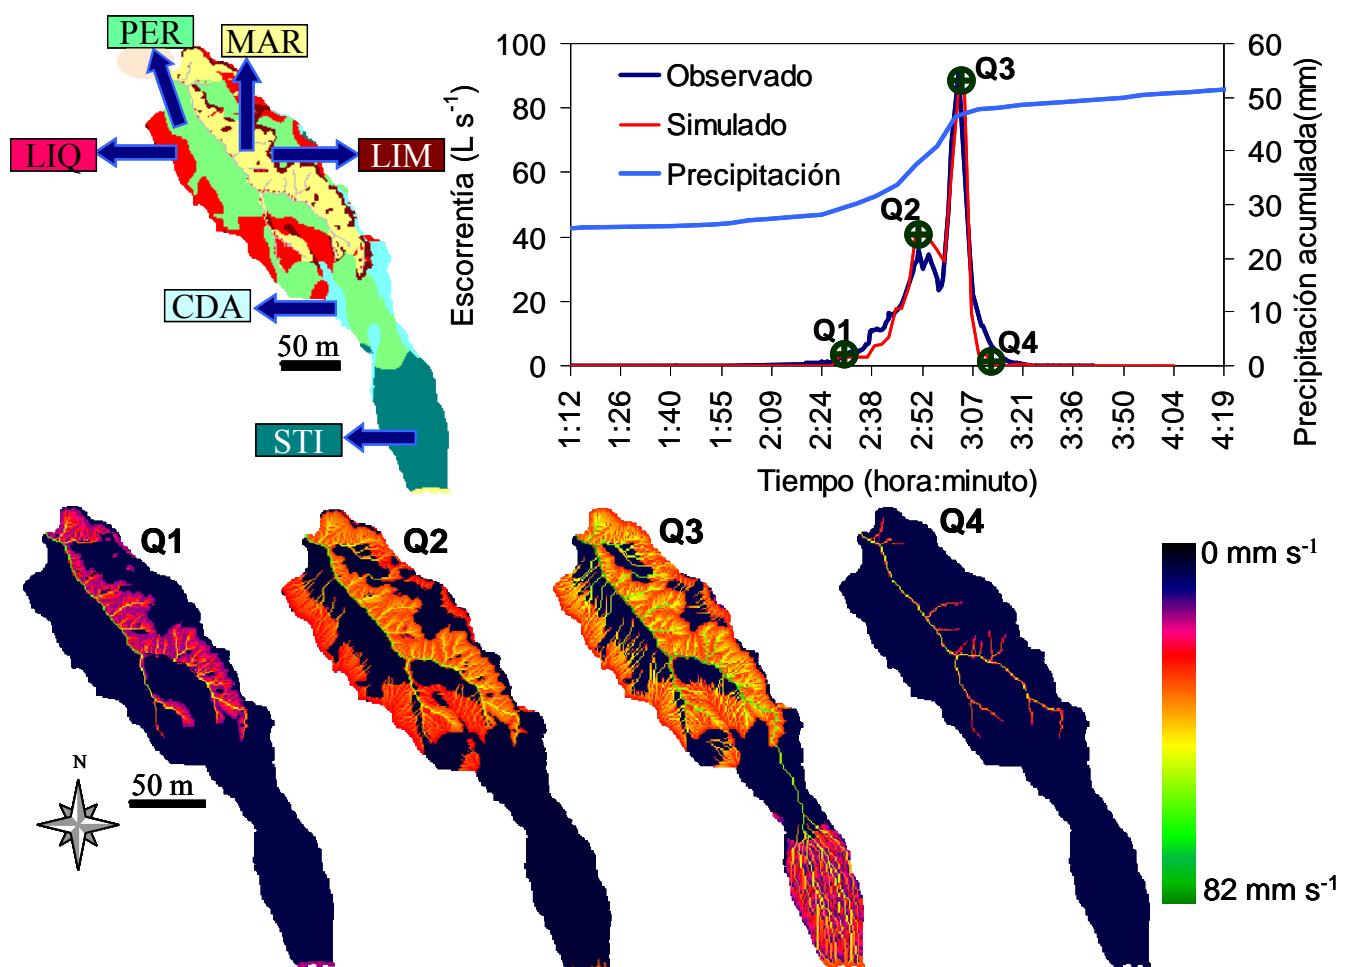 PER
MAR
LIQ
LIM
CDA
50 m
STI
Escorrentía (L s-1)
100
80
60
40
20
0
Observado
Simulado
Precipitación
Q1
Q2
Q3
Q4
60
50
40
30
20
10
0
Precipitación acumulada(mm)
1:12
1:26
1:40
1:55
2:09
2:24
2:38
2:52
3:07
3:21
3:36
3:50
4:04
4:19
Tiempo (hora:minuto)
Q1
Q2
Q3
Q4
0 mm s-1
82 mm s-1
N
50 m